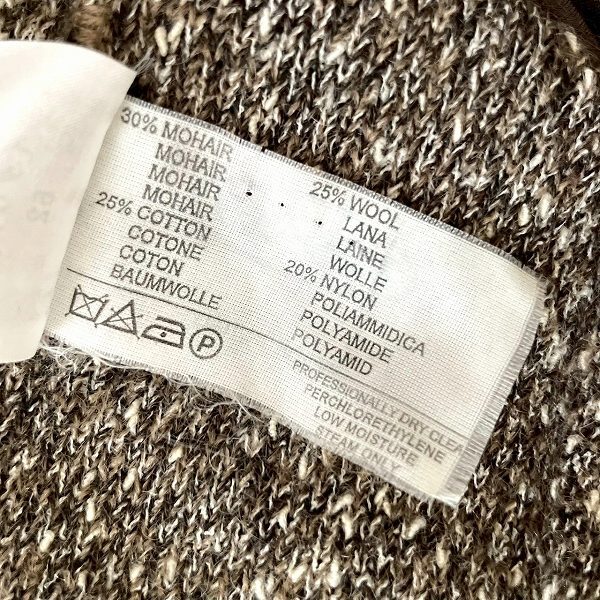 30% MOHAIR
MOHAIR
MOHAIR
MOHAIR
25% COTTON
COTONE
COTON
BAUMWOLLE
25% WOOL
LANA
LAINE
WOLLE
20% NYLON
POLIAMMIDICA
POLYAMIDE
POLYAMID
P
PROFESSIONALLY DRY CLEA
PERCHLORETHYLENE
LOW MOISTURE
STEAM ONLY